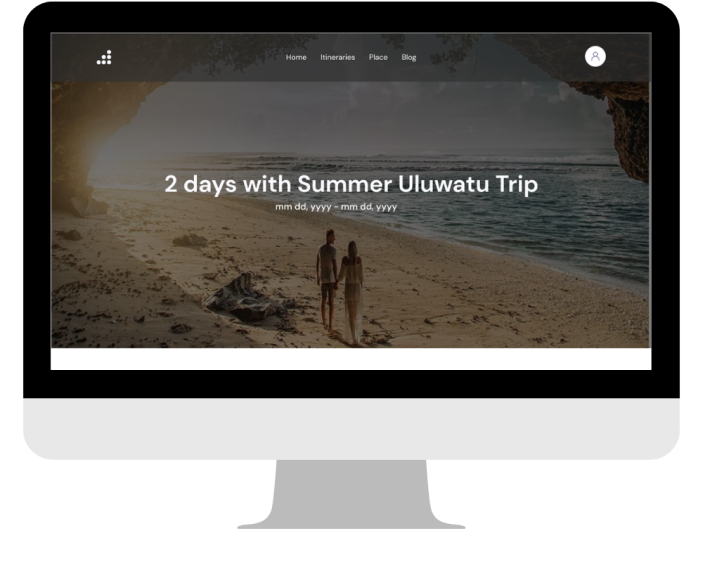 Home Itineraries Place Blog
2 days with Summer Uluwatu Trip
mm dd, yyyy - mm dd, yyyy